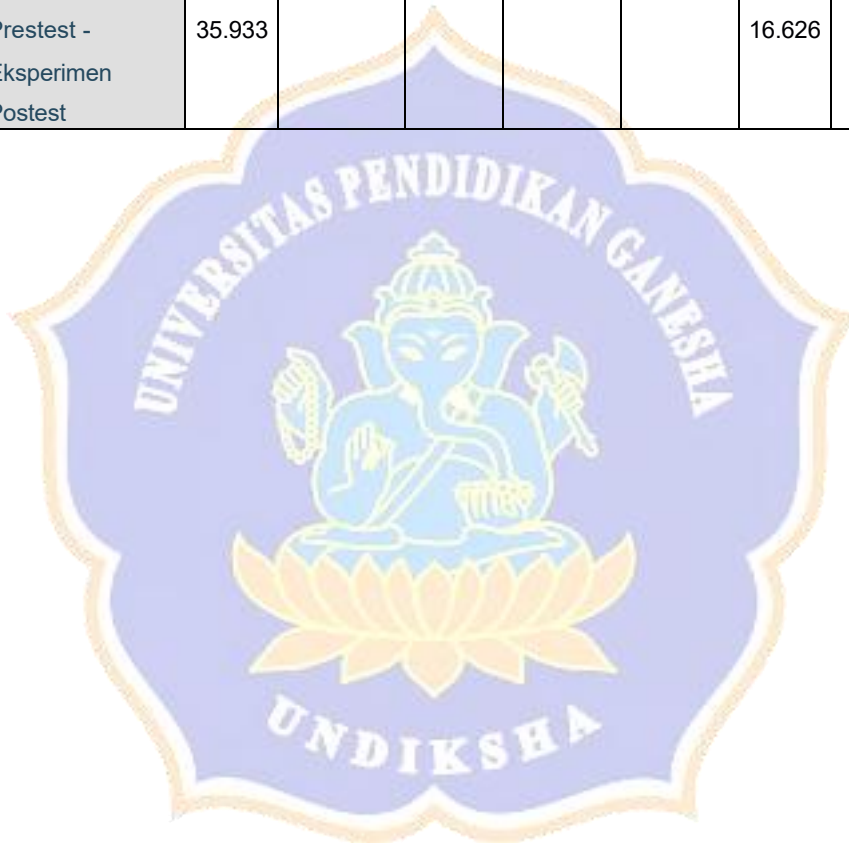 Prestest - 35.933 16.626
Eksperimen
Postest
UNIVERSITAS PENDIDIKAN GANESHA
UNDIKSHA